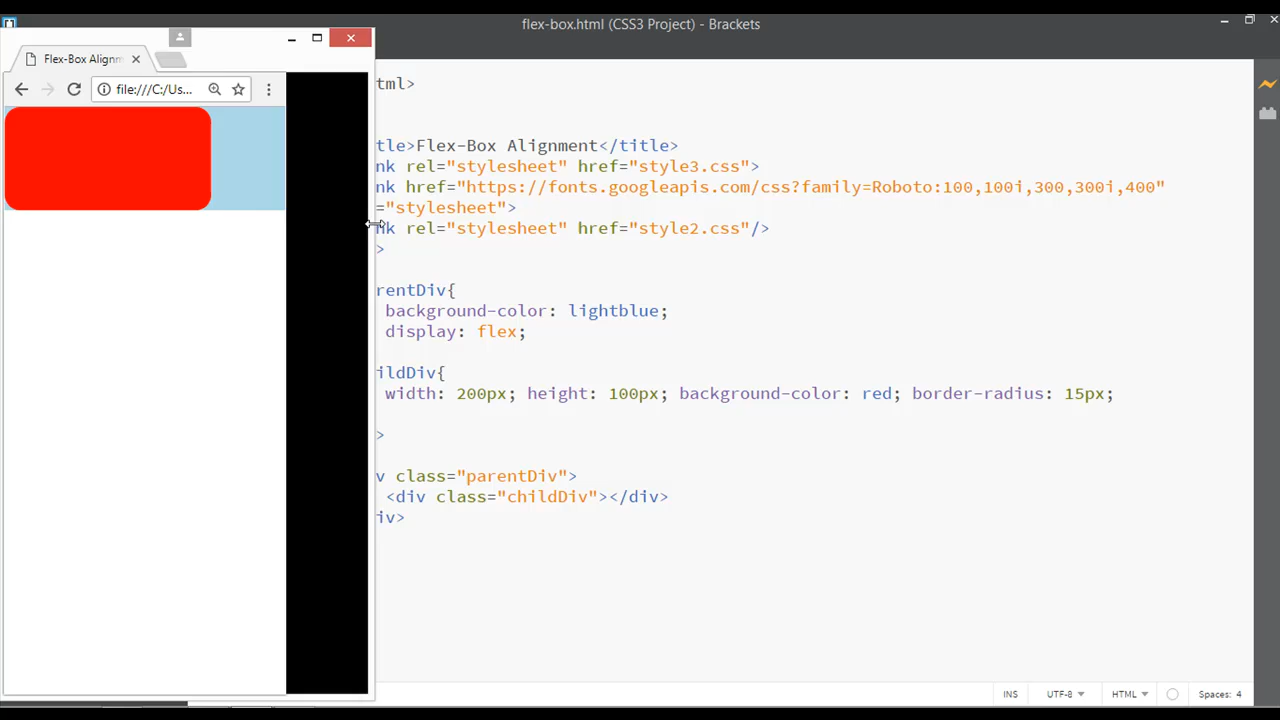 flex-box.html (CSS3 Project) - Brackets
Flex-Box Alignm
file:///C:/Us...
tml>
tle>Flex-Box Alignment</title>
nk rel="stylesheet" href="style3.css">
nk href="https://fonts.googleapis.com/css?family=Roboto:100,100i,300,300i,400"
="stylesheet">
nk rel="stylesheet" href="style2.css"/>
>
rentDiv{
background-color: lightblue;
display: flex;
ildDiv{
width: 200px; height: 100px; background-color: red; border-radius: 15px;
>
v class="parentDiv">
<div class="childDiv"></div>
iv>
INS UTF-8 HTML Spaces: 4